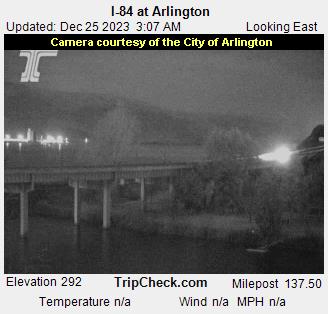 I-84 at Arlington
Updated: Dec 25 2023 3:07 AM Looking East
Camera courtesy of the City of Arlington
Elevation 292 TripCheck.com Milepost 137.50
Temperature n/a Wind n/a MPH n/a